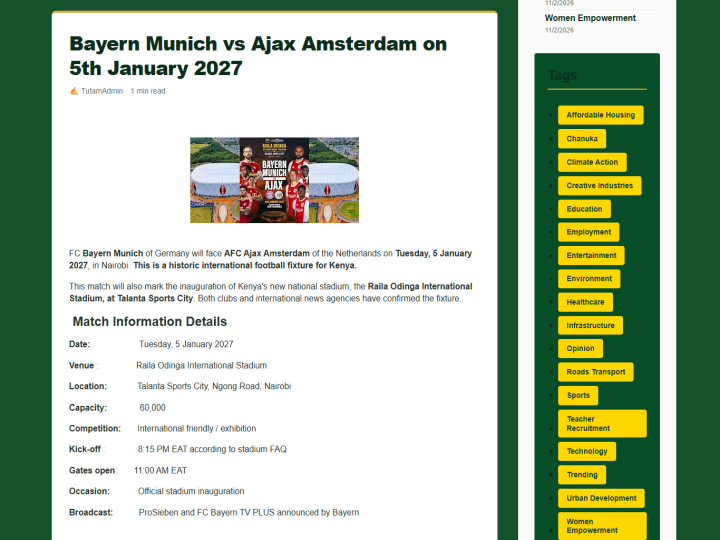 Bayern Munich vs Ajax Amsterdam on
5th January 2027
✍️ TutamAdmin 1 min read
RAILA ODINGA
BAYERN
MUNICH
AJAX
FC Bayern Munich of Germany will face AFC Ajax Amsterdam of the Netherlands on Tuesday, 5 January
2027, in Nairobi. This is a historic international football fixture for Kenya.
This match will also mark the inauguration of Kenya's new national stadium, the Raila Odinga International
Stadium, at Talanta Sports City. Both clubs and international news agencies have confirmed the fixture.
Match Information Details
Date: Tuesday, 5 January 2027
Venue : Raila Odinga International Stadium
Location: Talanta Sports City, Ngong Road, Nairobi
Capacity: 60,000
Competition: International friendly / exhibition
Kick-off : 8:15 PM EAT according to stadium FAQ
Gates open: 11:00 AM EAT
Occasion: Official stadium inauguration
Broadcast: ProSieben and FC Bayern TV PLUS announced by Bayern
11/2/2026
Women Empowerment
11/2/2026
Tags
Affordable Housing
Chanuka
Climate Action
Creative Industries
Education
Employment
Entertainment
Environment
Healthcare
Infrastructure
Opinion
Roads Transport
Sports
Teacher
Recruitment
Technology
Trending
Urban Development
Women
Empowerment